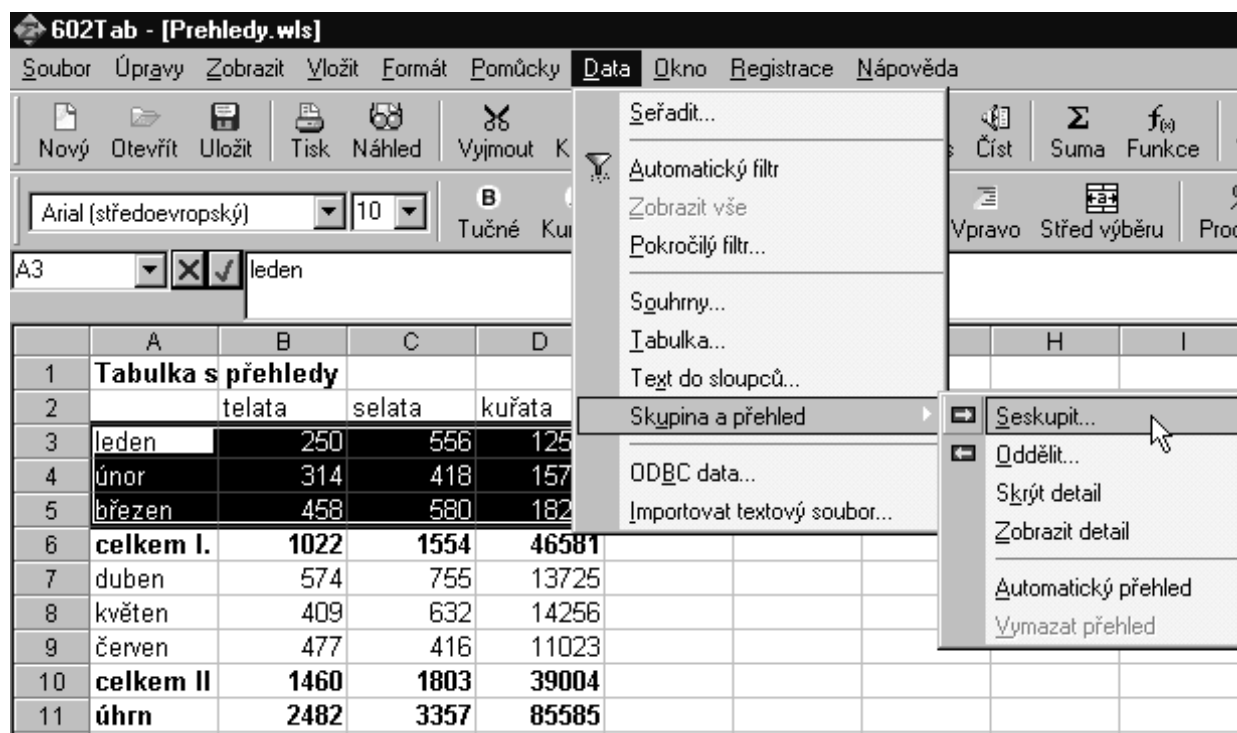 602Tab - [Prehledy.wls]
Soubor Úpravy Zobrazit Vložit Formát Pomůcky Data Okno Registrace Nápověda
Nový Otevřít Uložit Tisk Náhled Vyjmout K Číst Suma Funkce
Arial (středoevropský) 10 Tučné Vpravo Střed výběru
A3 leden
Seřadit...
Automatický filtr
Zobrazit vše
Pokročilý filtr...
Souhrny...
Tabulka...
Text do sloupců...
Skupina a přehled
ODBC data...
Importovat textový soubor...
Seskupit...
Oddělit...
Skrýt detail
Zobrazit detail
Automatický přehled
Vymazat přehled
A B C D H I
1 Tabulka s přehledy
2 telata selata kuřata
3 leden 250 556 125
4 únor 314 418 157
5 březen 458 580 182
6 celkem I. 1022 1554 46581
7 duben 574 755 13725
8 květen 409 632 14256
9 červen 477 416 11023
10 celkem II 1460 1803 39004
11 úhrn 2482 3357 85585